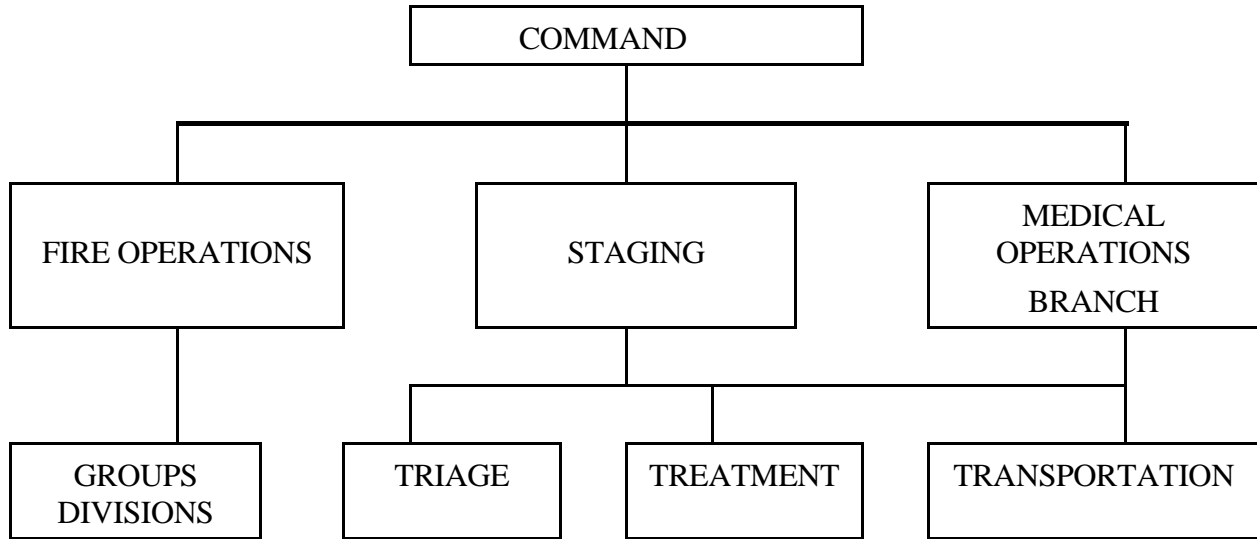 COMMAND
FIRE OPERATIONS
STAGING
MEDICAL
OPERATIONS
BRANCH
GROUPS
DIVISIONS
TRIAGE
TREATMENT
TRANSPORTATION